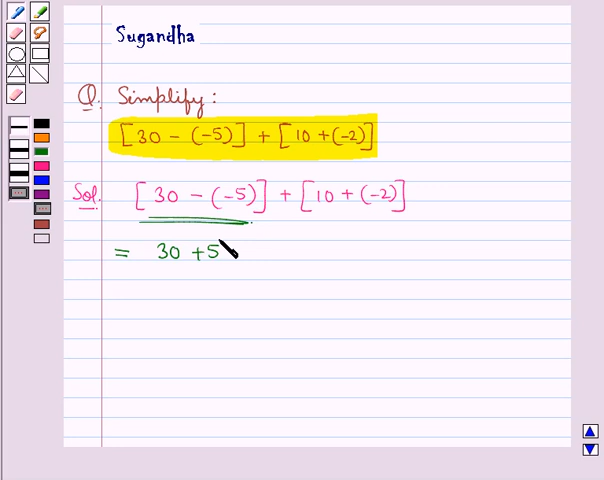 Sugandha
Q. Simplify:
[30 - (-5)] + [10 + (-2)]
Sol. [30 - (-5)] + [10 + (-2)]
= 30 + 5